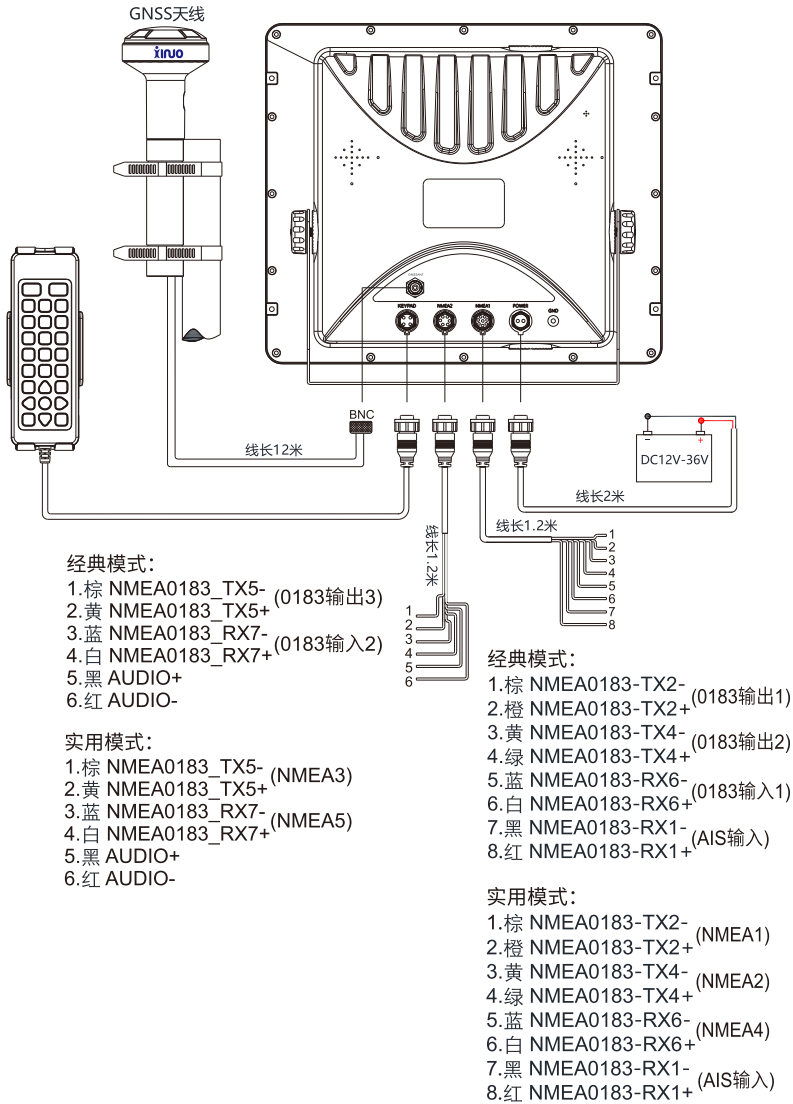 GNSS天线
XINUO
KEYPAD
NMEA2
NMEA1
POWER
GND
BNC
线长12米
DC12V-36V
- +
线长2米
线长1.2米
线长1.2米
1
2
3
4
5
6
7
8
1
2
3
4
5
6
经典模式：
1.棕 NMEA0183_TX5-
2.黄 NMEA0183_TX5+
(0183输出3)
3.蓝 NMEA0183_RX7-
4.白 NMEA0183_RX7+
(0183输入2)
5.黑 AUDIO+
6.红 AUDIO-
实用模式：
1.棕 NMEA0183_TX5-
2.黄 NMEA0183_TX5+
(NMEA3)
3.蓝 NMEA0183_RX7-
4.白 NMEA0183_RX7+
(NMEA5)
5.黑 AUDIO+
6.红 AUDIO-
经典模式：
1.棕 NMEA0183-TX2-
2.橙 NMEA0183-TX2+
(0183输出1)
3.黄 NMEA0183-TX4-
4.绿 NMEA0183-TX4+
(0183输出2)
5.蓝 NMEA0183-RX6-
6.白 NMEA0183-RX6+
(0183输入1)
7.黑 NMEA0183-RX1-
8.红 NMEA0183-RX1+
(AIS输入)
实用模式：
1.棕 NMEA0183-TX2-
2.橙 NMEA0183-TX2+
(NMEA1)
3.黄 NMEA0183-TX4-
4.绿 NMEA0183-TX4+
(NMEA2)
5.蓝 NMEA0183-RX6-
6.白 NMEA0183-RX6+
(NMEA4)
7.黑 NMEA0183-RX1-
8.红 NMEA0183-RX1+
(AIS输入)